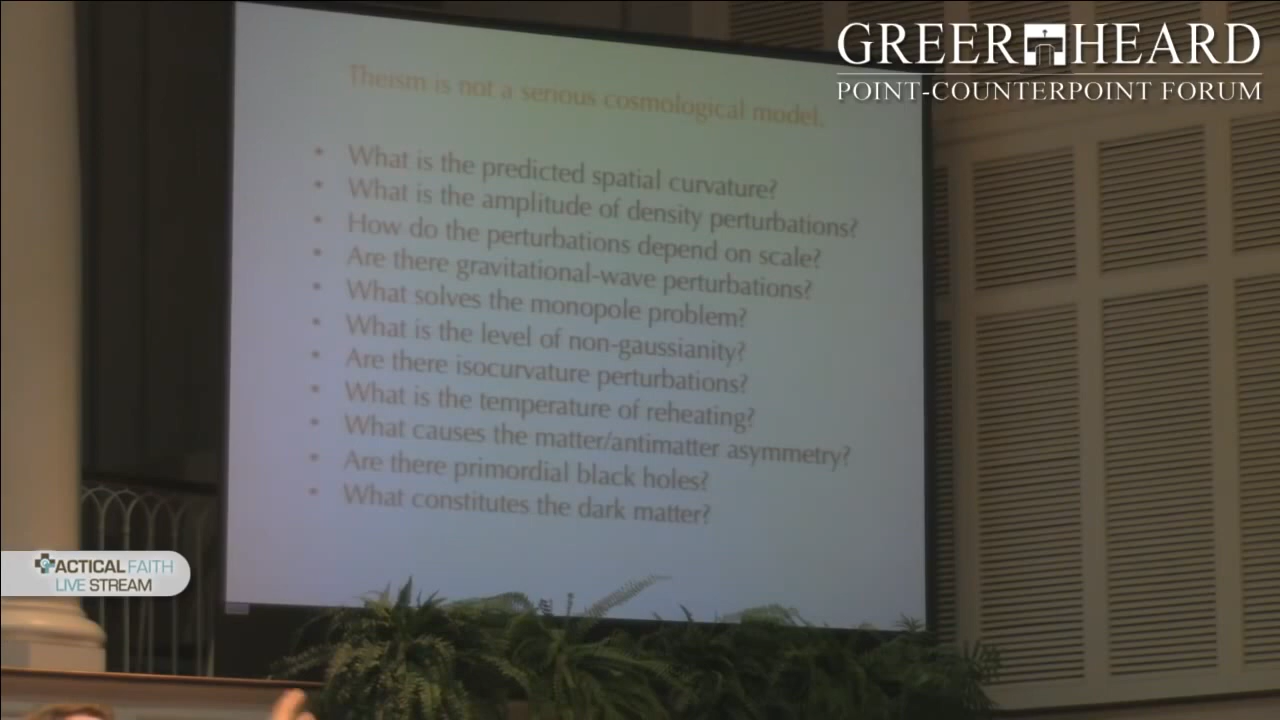 GREER HEARD
POINT-COUNTERPOINT FORUM
Theism is not a serious cosmological model.
• What is the predicted spatial curvature?
• What is the amplitude of density perturbations?
• How do the perturbations depend on scale?
• Are there gravitational-wave perturbations?
• What solves the monopole problem?
• What is the level of non-gaussianity?
• Are there isocurvature perturbations?
• What is the temperature of reheating?
• What causes the matter/antimatter asymmetry?
• Are there primordial black holes?
• What constitutes the dark matter?
TACTICAL FAITH
LIVE STREAM